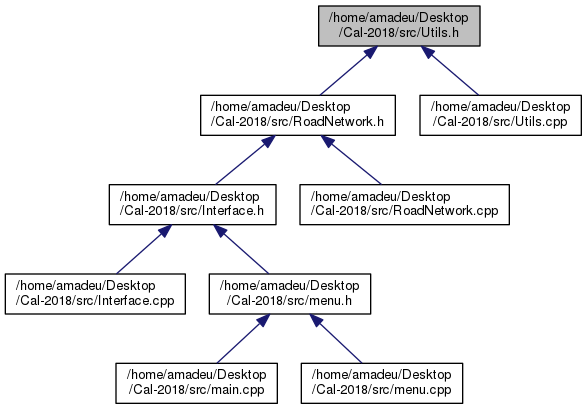 /home/amadeu/Desktop
/Cal-2018/src/Utils.h
/home/amadeu/Desktop
/Cal-2018/src/RoadNetwork.h
/home/amadeu/Desktop
/Cal-2018/src/Utils.cpp
/home/amadeu/Desktop
/Cal-2018/src/Interface.h
/home/amadeu/Desktop
/Cal-2018/src/RoadNetwork.cpp
/home/amadeu/Desktop
/Cal-2018/src/Interface.cpp
/home/amadeu/Desktop
/Cal-2018/src/menu.h
/home/amadeu/Desktop
/Cal-2018/src/main.cpp
/home/amadeu/Desktop
/Cal-2018/src/menu.cpp